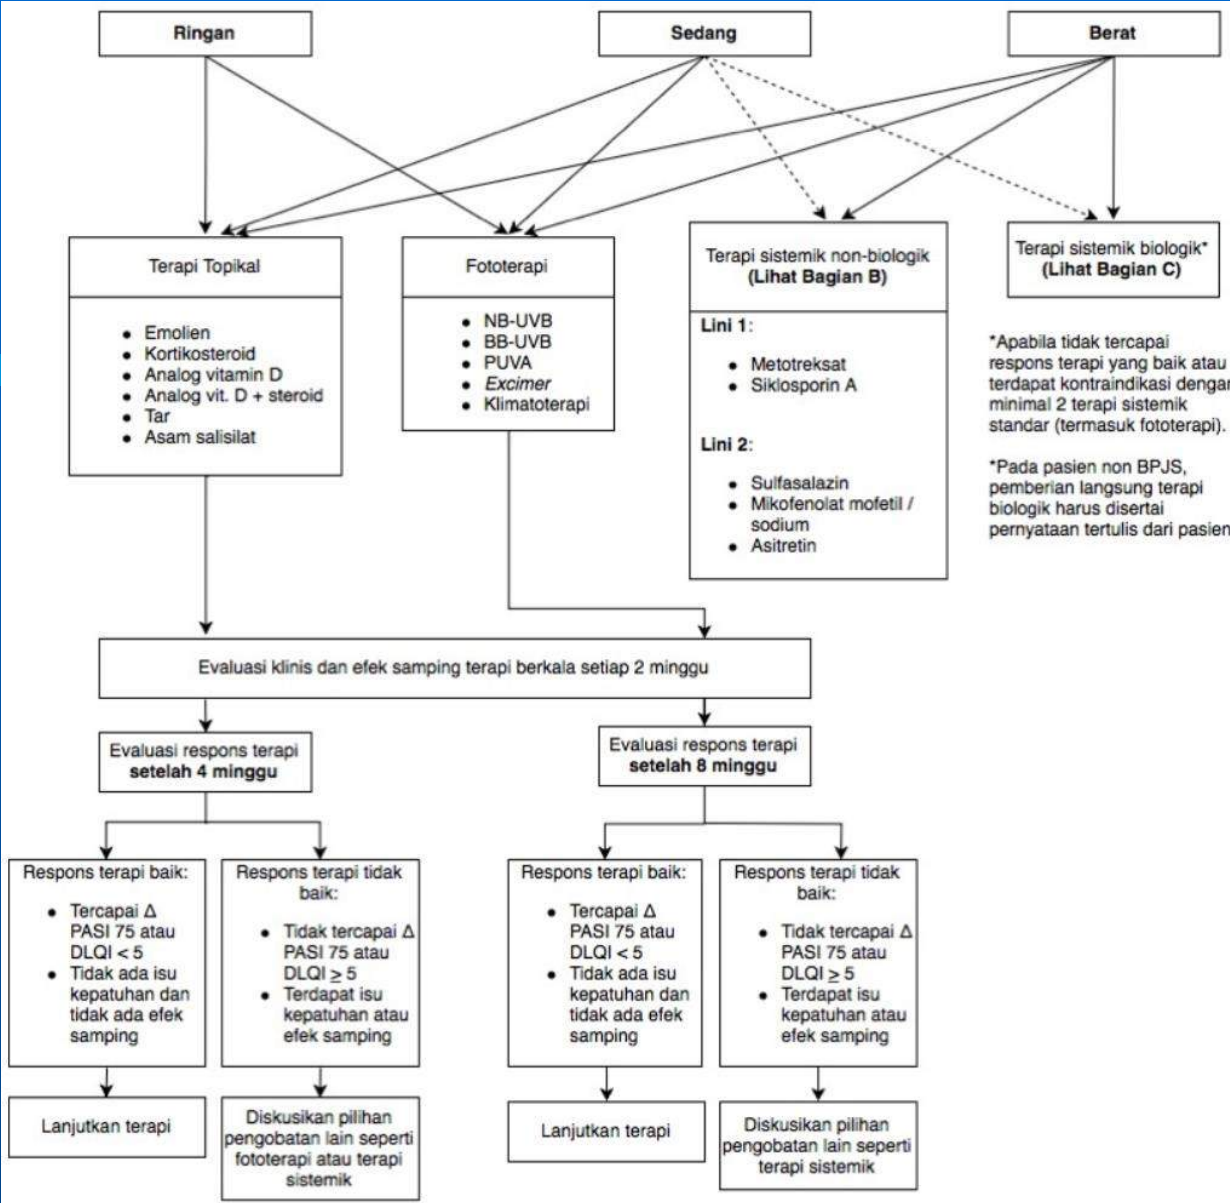 Ringan
Sedang
Berat
Terapi Topikal
• Emolien
• Kortikosteroid
• Analog vitamin D
• Analog vit. D + steroid
• Tar
• Asam salisilat
Fototerapi
• NB-UVB
• BB-UVB
• PUVA
• Excimer
• Klimatoterapi
Terapi sistemik non-biologik
(Lihat Bagian B)
Lini 1:
• Metotreksat
• Siklosporin A
Lini 2:
• Sulfasalazin
• Mikofenolat mofetil /
sodium
• Asitretin
Terapi sistemik biologik*
(Lihat Bagian C)
*Apabila tidak tercapai
respons terapi yang baik atau
terdapat kontraindikasi dengan
minimal 2 terapi sistemik
standar (termasuk fototerapi).
*Pada pasien non BPJS,
pemberian langsung terapi
biologik harus disertai
pernyataan tertulis dari pasien
Evaluasi klinis dan efek samping terapi berkala setiap 2 minggu
Evaluasi respons terapi
setelah 4 minggu
Evaluasi respons terapi
setelah 8 minggu
Respons terapi baik:
• Tercapai Δ
PASI 75 atau
DLQI < 5
• Tidak ada isu
kepatuhan dan
tidak ada efek
samping
Respons terapi tidak
baik:
• Tidak tercapai Δ
PASI 75 atau
DLQI ≥ 5
• Terdapat isu
kepatuhan atau
efek samping
Respons terapi baik:
• Tercapai Δ
PASI 75 atau
DLQI < 5
• Tidak ada isu
kepatuhan dan
tidak ada efek
samping
Respons terapi tidak
baik:
• Tidak tercapai Δ
PASI 75 atau
DLQI ≥ 5
• Terdapat isu
kepatuhan atau
efek samping
Lanjutkan terapi
Diskusikan pilihan
pengobatan lain seperti
fototerapi atau terapi
sistemik
Lanjutkan terapi
Diskusikan pilihan
pengobatan lain seperti
terapi sistemik